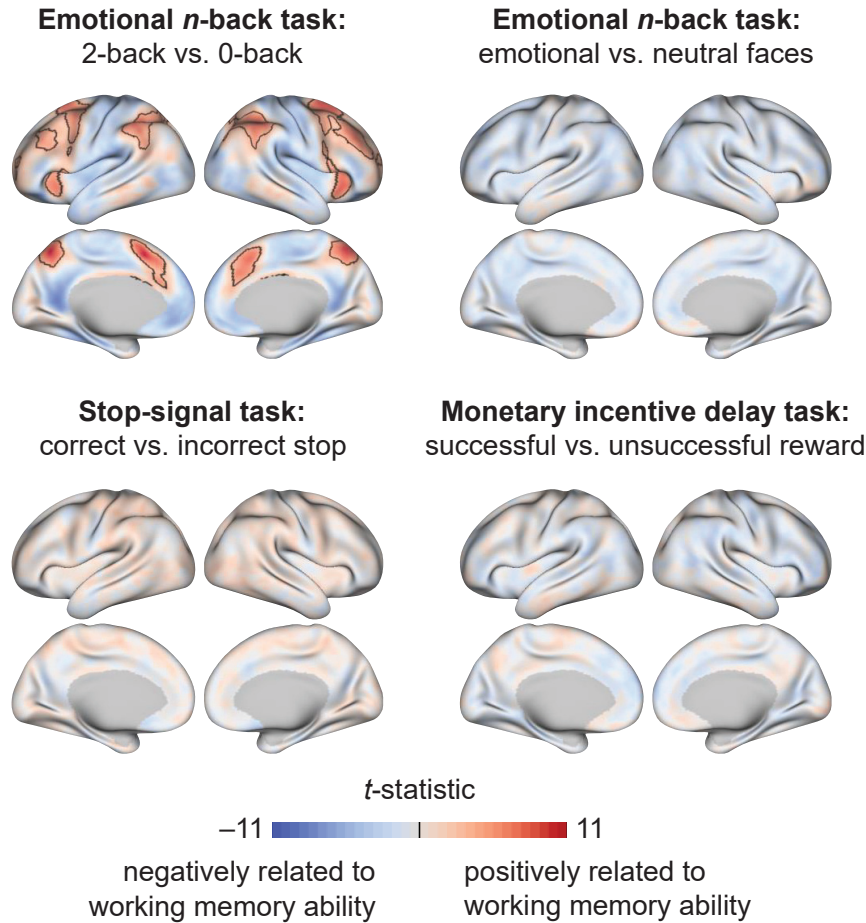 Emotional n-back task:
2-back vs. 0-back
Emotional n-back task:
emotional vs. neutral faces
Stop-signal task:
correct vs. incorrect stop
Monetary incentive delay task:
successful vs. unsuccessful reward
t-statistic
–11
11
negatively related to
working memory ability
positively related to
working memory ability